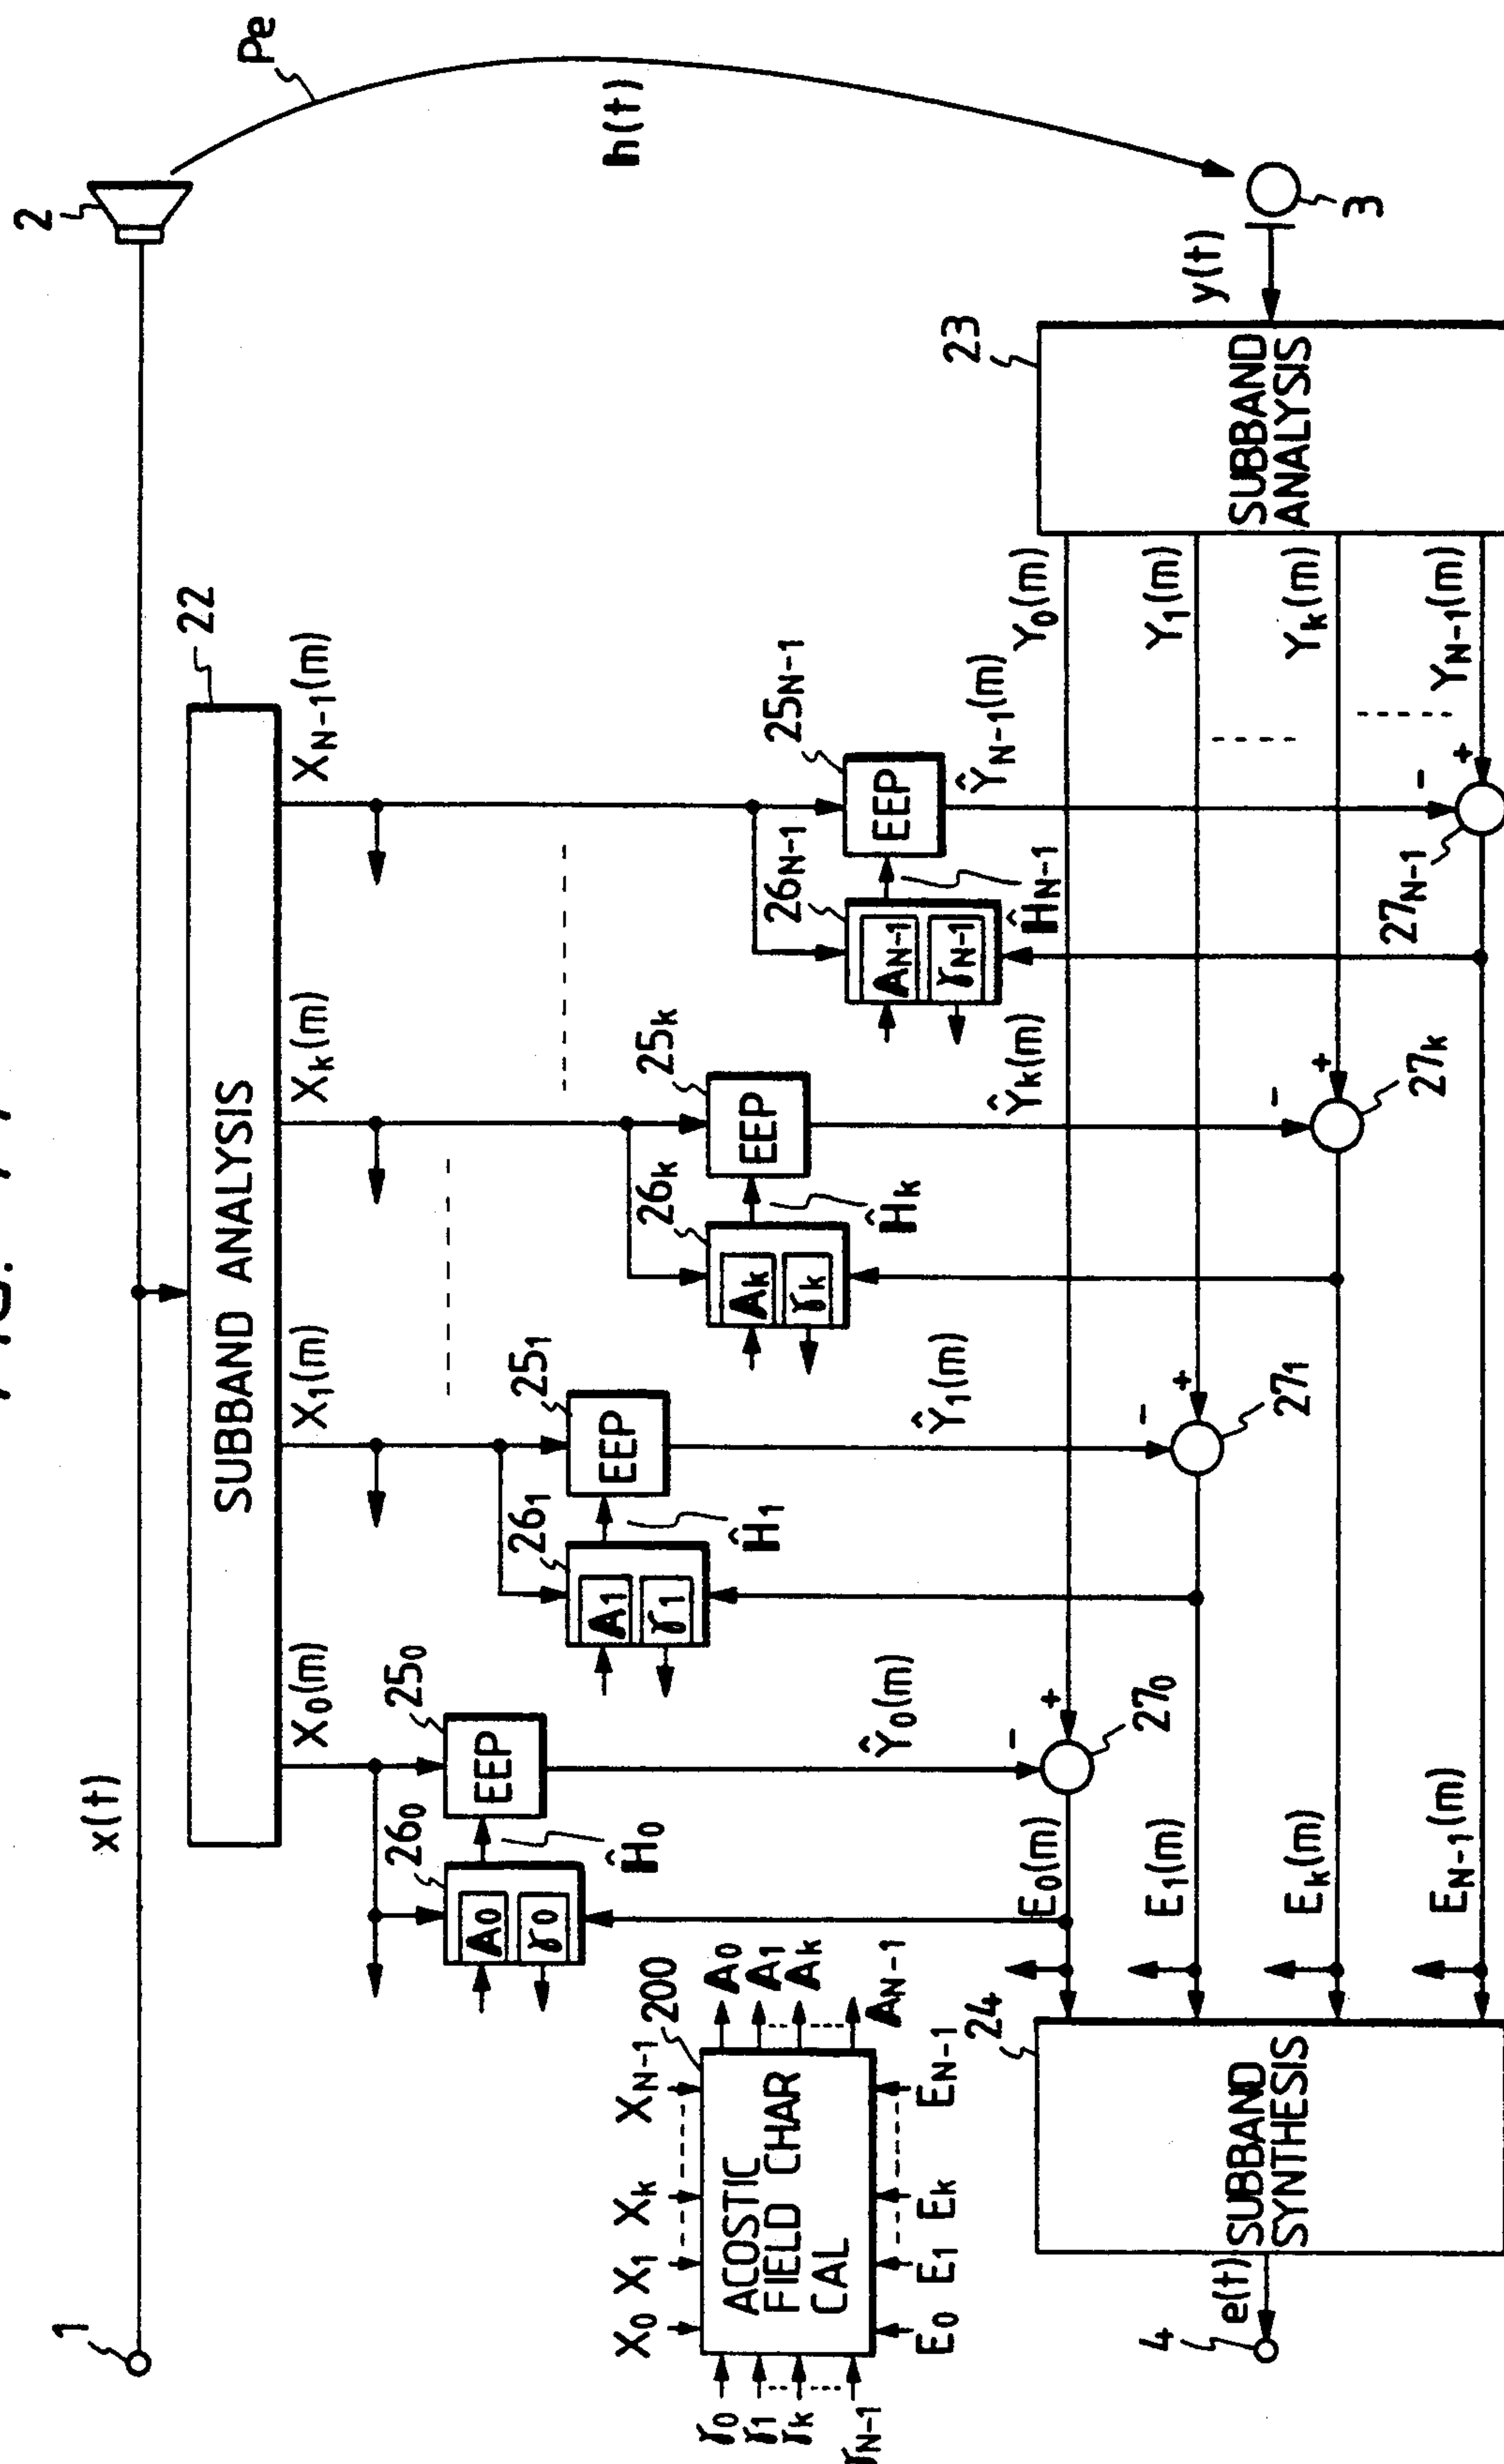 1
x(t)
2
Pe
h(t)
3
y(t)
22
SUBBAND ANALYSIS
X0(m)
X1(m)
Xk(m)
XN-1(m)
260
250
A0
γ0
EEP
Ĥ0
Ŷ0(m)
261
251
A1
γ1
EEP
Ĥ1
Ŷ1(m)
26k
25k
Ak
γk
EEP
Ĥk
Ŷk(m)
26N-1
25N-1
AN-1
γN-1
EEP
ĤN-1
ŶN-1(m)
X0 X1 Xk XN-1
200
γ0
γ1
γk
γN-1
ACOSTIC
FIELD CHAR
CAL
A0
A1
Ak
AN-1
E0 E1 Ek EN-1
23
SUBBAND
ANALYSIS
Y0(m)
Y1(m)
Yk(m)
YN-1(m)
- +
270
- +
271
- +
27k
- +
27N-1
E0(m)
E1(m)
Ek(m)
EN-1(m)
24
SUBBAND
SYNTHESIS
e(t)
4